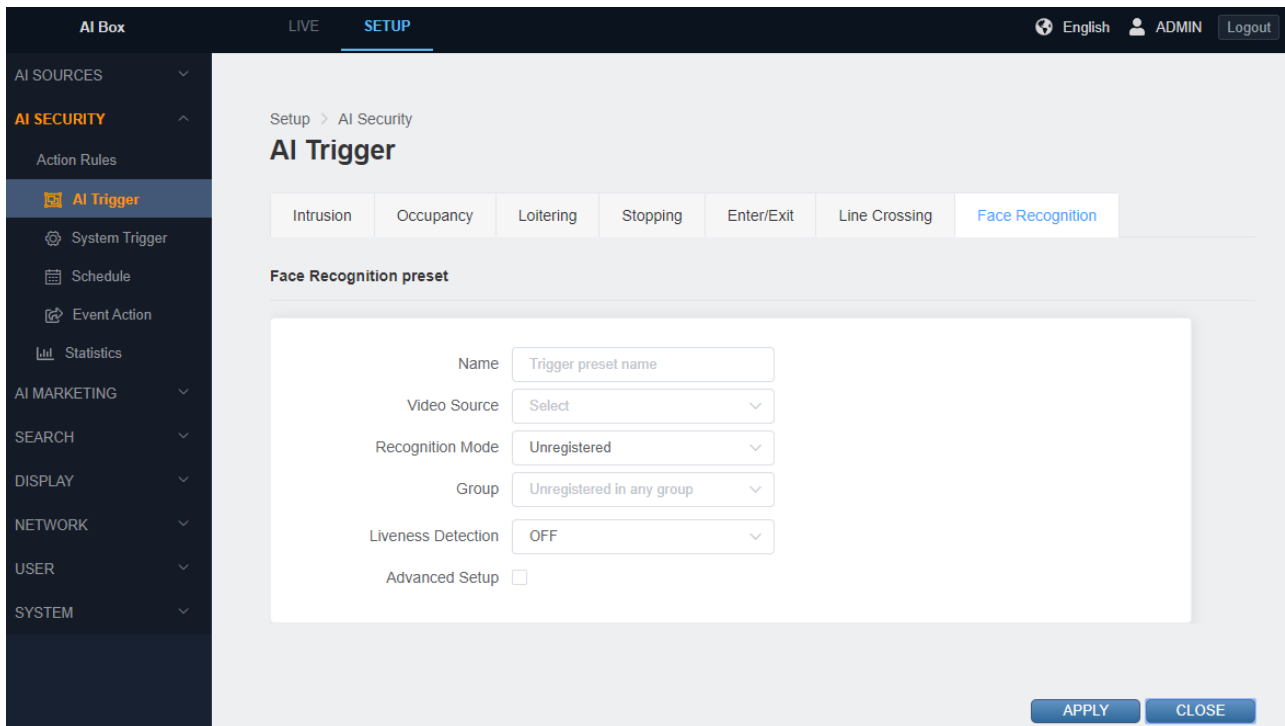 AI Box
LIVE
SETUP
English
ADMIN
Logout
AI SOURCES
AI SECURITY
Action Rules
AI Trigger
System Trigger
Schedule
Event Action
Statistics
AI MARKETING
SEARCH
DISPLAY
NETWORK
USER
SYSTEM
Setup > AI Security
AI Trigger
Intrusion
Occupancy
Loitering
Stopping
Enter/Exit
Line Crossing
Face Recognition
Face Recognition preset
Name Trigger preset name
Video Source Select
Recognition Mode Unregistered
Group Unregistered in any group
Liveness Detection OFF
Advanced Setup
APPLY
CLOSE